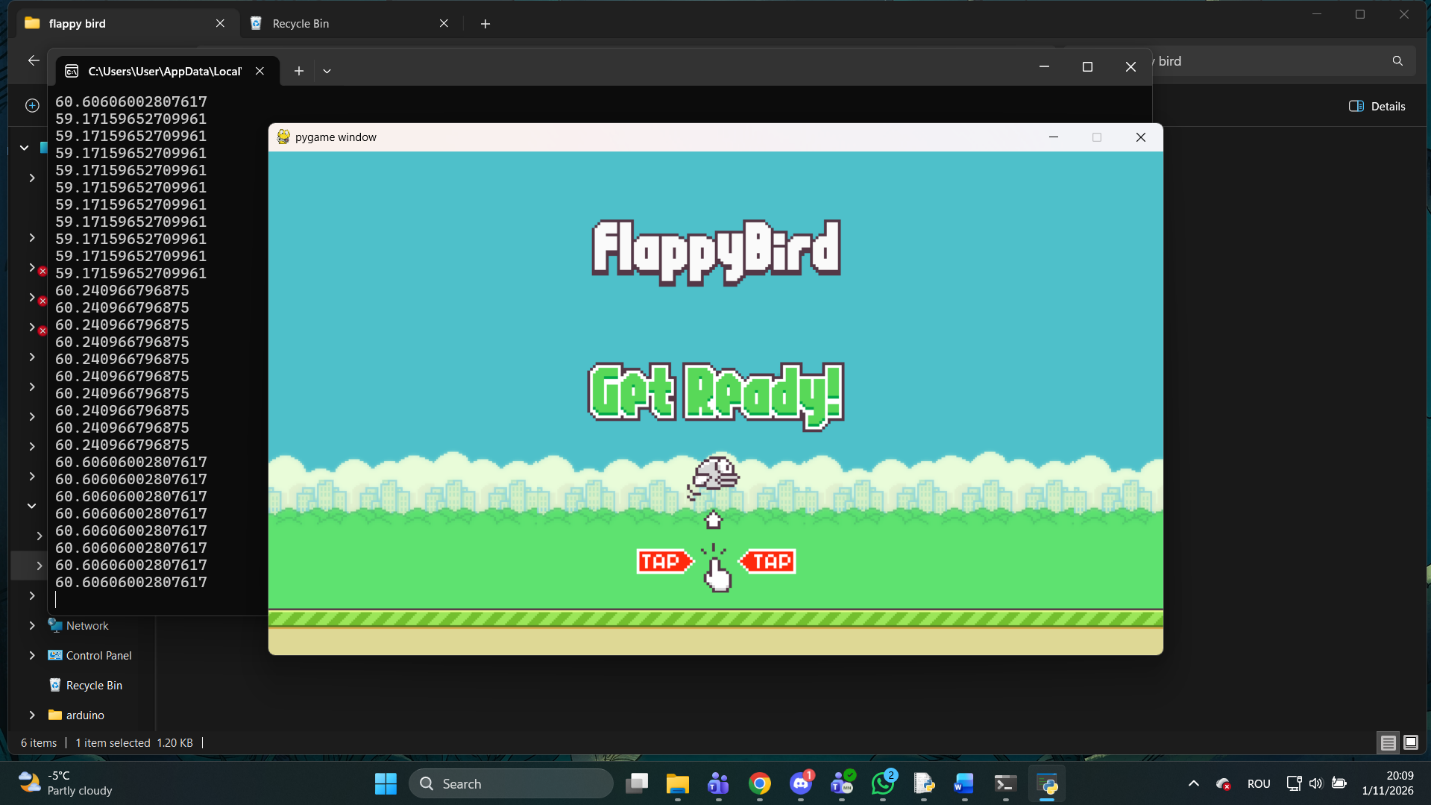 flappy bird
Recycle Bin
C:\Users\User\AppData\Local\
y bird
Details
60.60606002807617
59.17159652709961
59.17159652709961
59.17159652709961
59.17159652709961
59.17159652709961
59.17159652709961
59.17159652709961
59.17159652709961
59.17159652709961
59.17159652709961
60.240966796875
60.240966796875
60.240966796875
60.240966796875
60.240966796875
60.240966796875
60.240966796875
60.240966796875
60.240966796875
60.240966796875
60.60606002807617
60.60606002807617
60.60606002807617
60.60606002807617
60.60606002807617
60.60606002807617
60.60606002807617
60.60606002807617
pygame window
FlappyBird
Get Ready!
TAP
TAP
Network
Control Panel
Recycle Bin
arduino
6 items
1 item selected 1.20 KB
-5°C
Partly cloudy
Search
1
2
ROU
20:09
1/11/2026